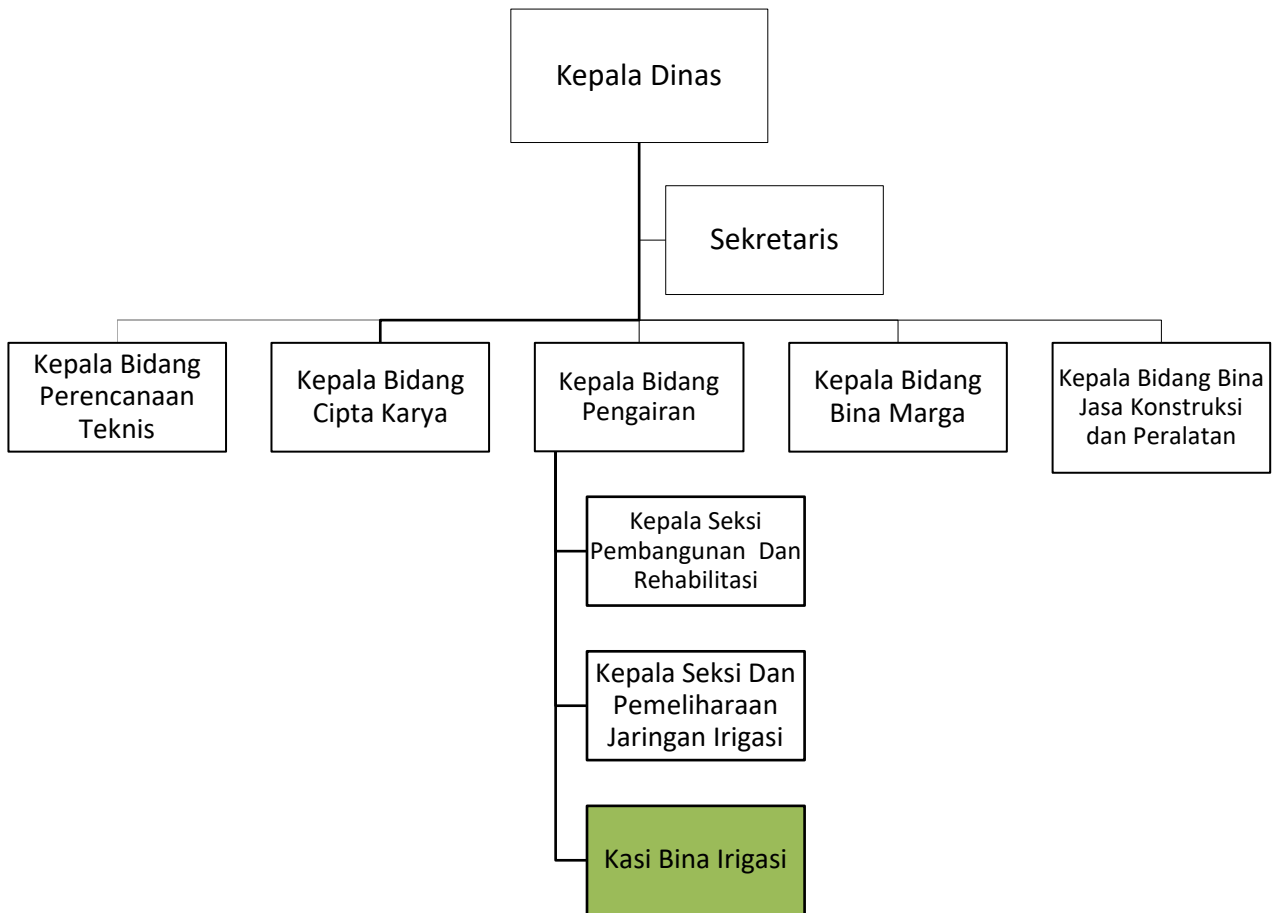 Kepala Dinas
Sekretaris
Kepala Bidang
Perencanaan
Teknis
Kepala Bidang
Cipta Karya
Kepala Bidang
Pengairan
Kepala Bidang
Bina Marga
Kepala Bidang Bina
Jasa Konstruksi
dan Peralatan
Kepala Seksi
Pembangunan Dan
Rehabilitasi
Kepala Seksi Dan
Pemeliharaan
Jaringan Irigasi
Kasi Bina Irigasi